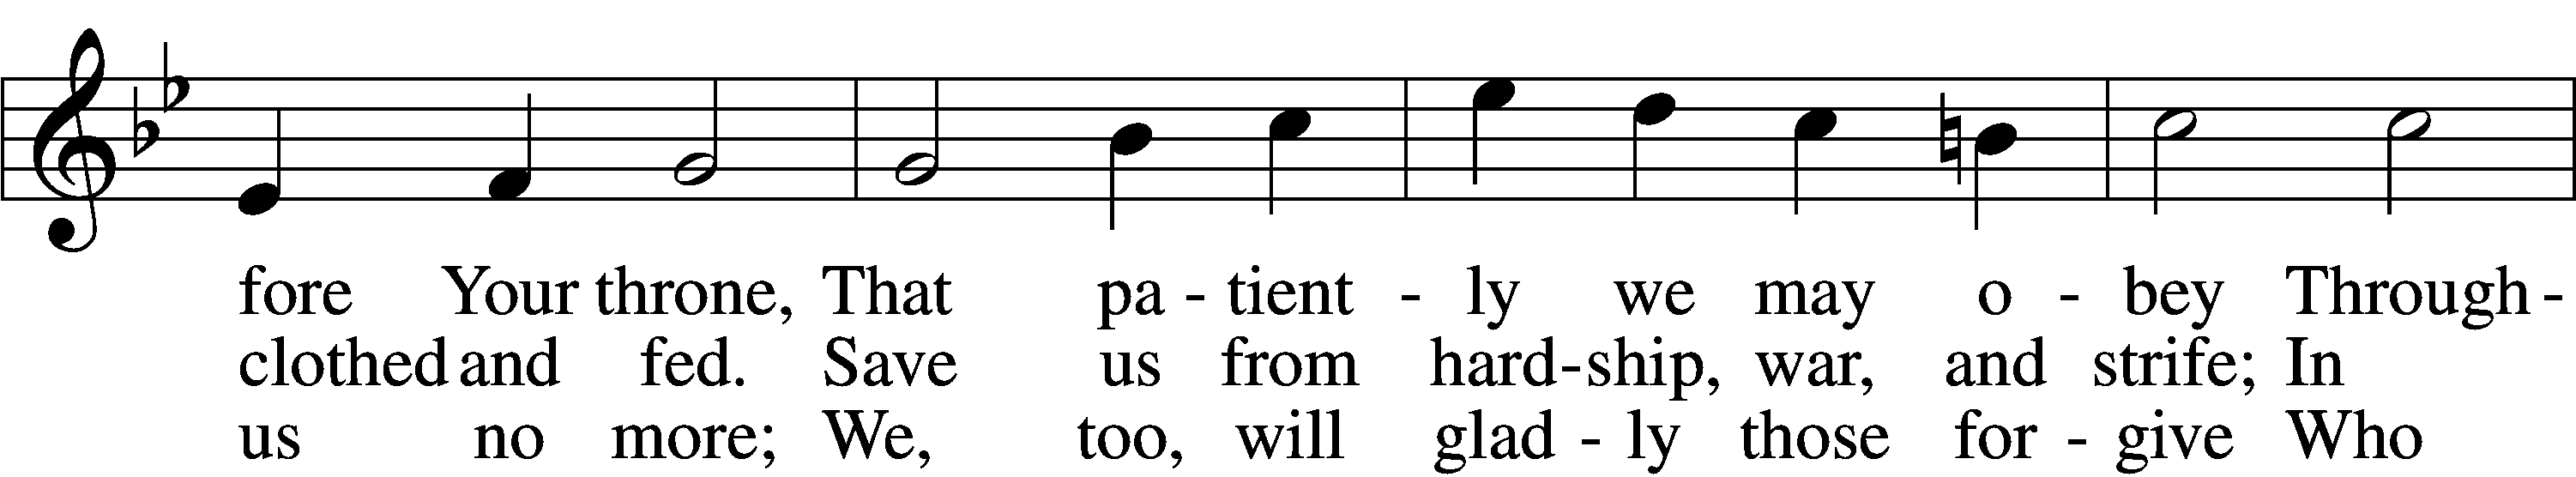 fore Your throne, That pa - tient - ly we may o - bey Through -
clothed and fed. Save us from hard - ship, war, and strife; In
us no more; We, too, will glad - ly those for - give Who